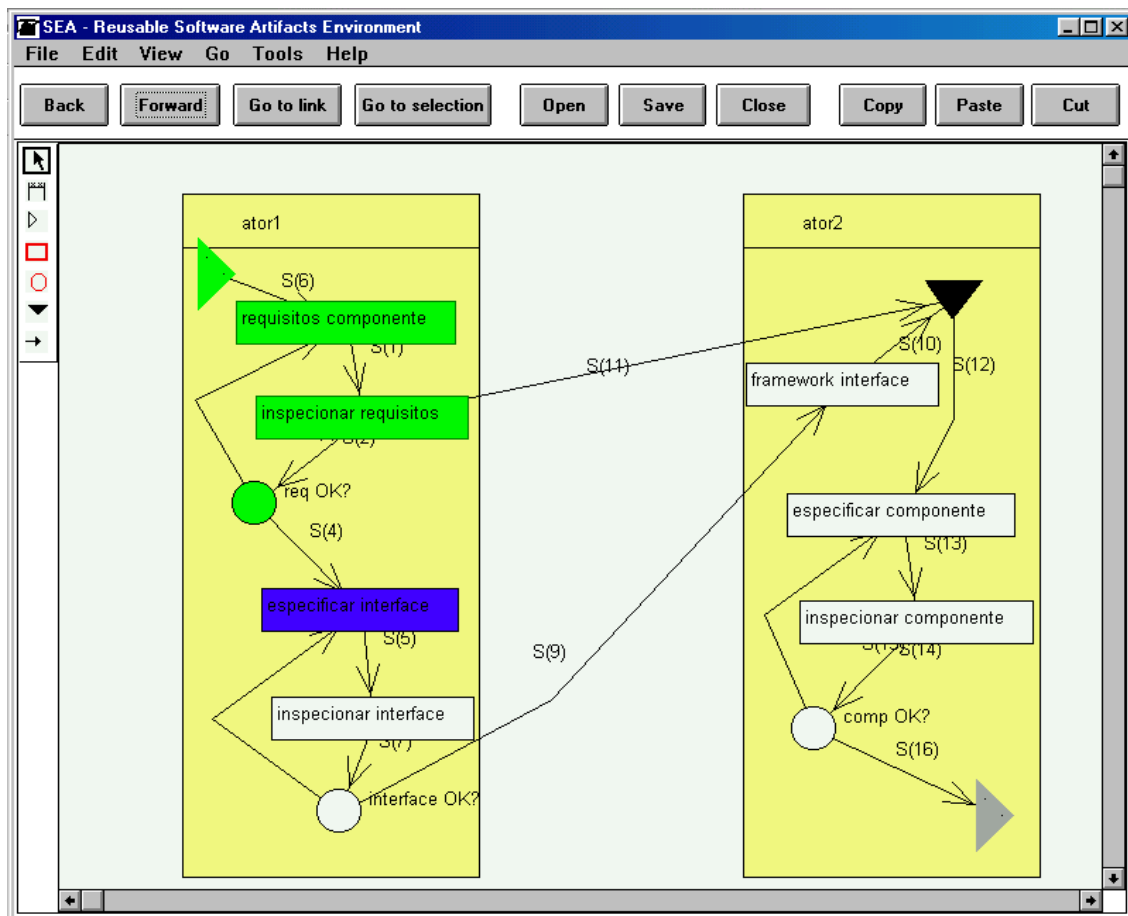 SEA - Reusable Software Artifacts Environment
File Edit View Go Tools Help
Back Forward Go to link Go to selection Open Save Close Copy Paste Cut
ator1
S(6)
requisitos componente
S(1)
inspecionar requisitos
S(2)
req OK?
S(4)
especificar interface
S(5)
inspecionar interface
S(7)
interface OK?
S(11)
S(9)
ator2
S(10)
S(12)
framework interface
especificar componente
S(13)
inspecionar componente
S(14)
comp OK?
S(16)